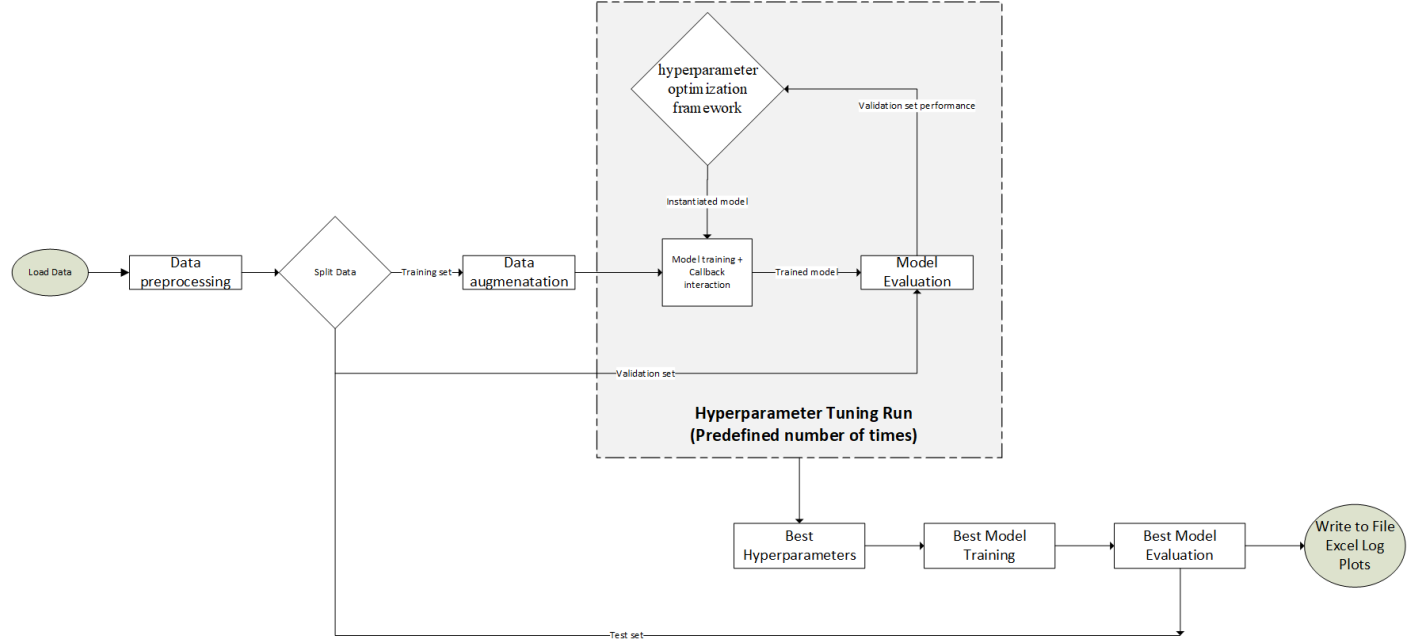 hyperparameter
optimization
framework
Validation set performance
Instantiated model
Load Data
Data
preprocessing
Split Data
Training set
Data
augmenatation
Model training +
Callback
interaction
Trained model
Model
Evaluation
Validation set
Hyperparameter Tuning Run
(Predefined number of times)
Best
Hyperparameters
Best Model
Training
Best Model
Evaluation
Write to File
Excel Log
Plots
Test set